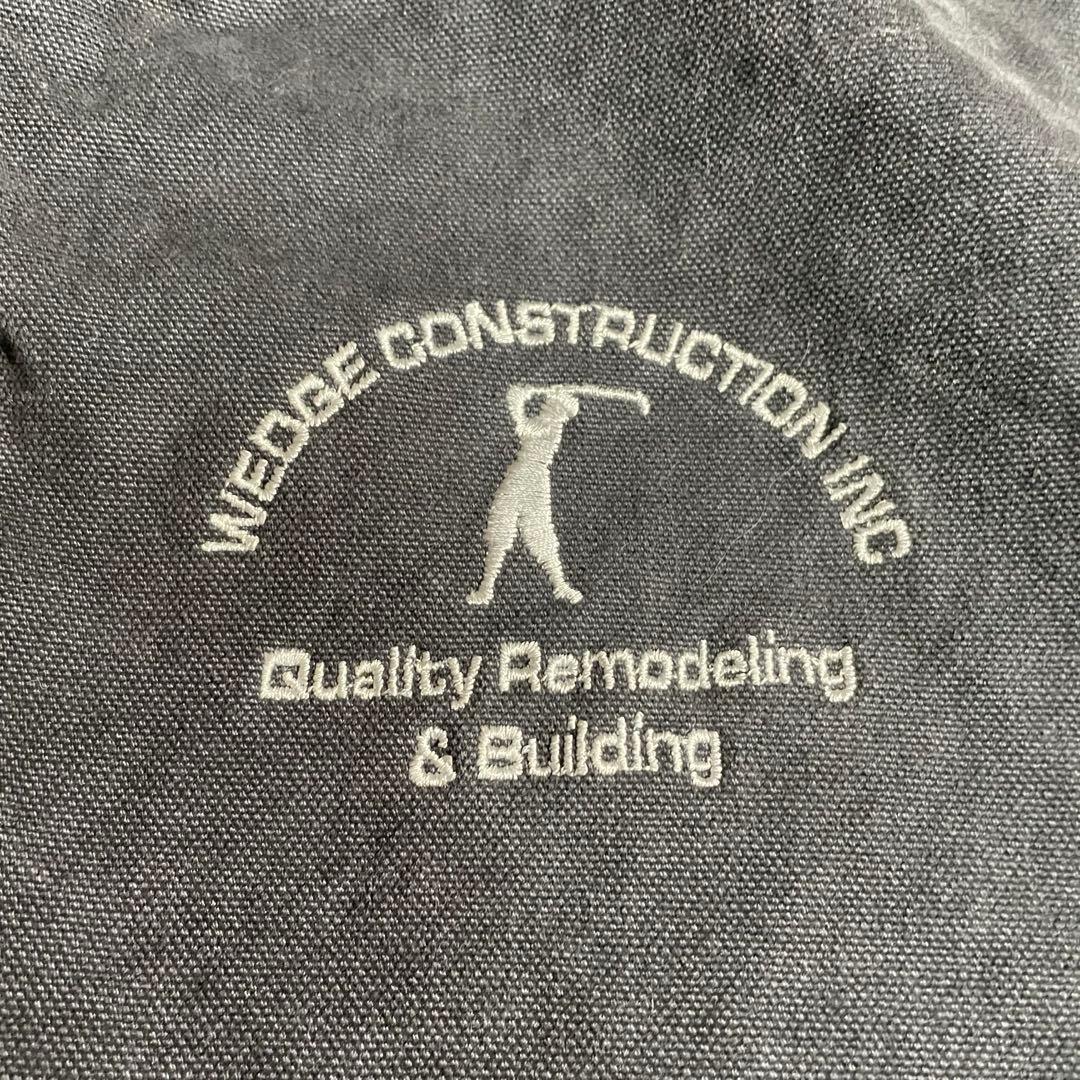 WEDGE CONSTRUCTION INC
Quality Remodeling
& Building